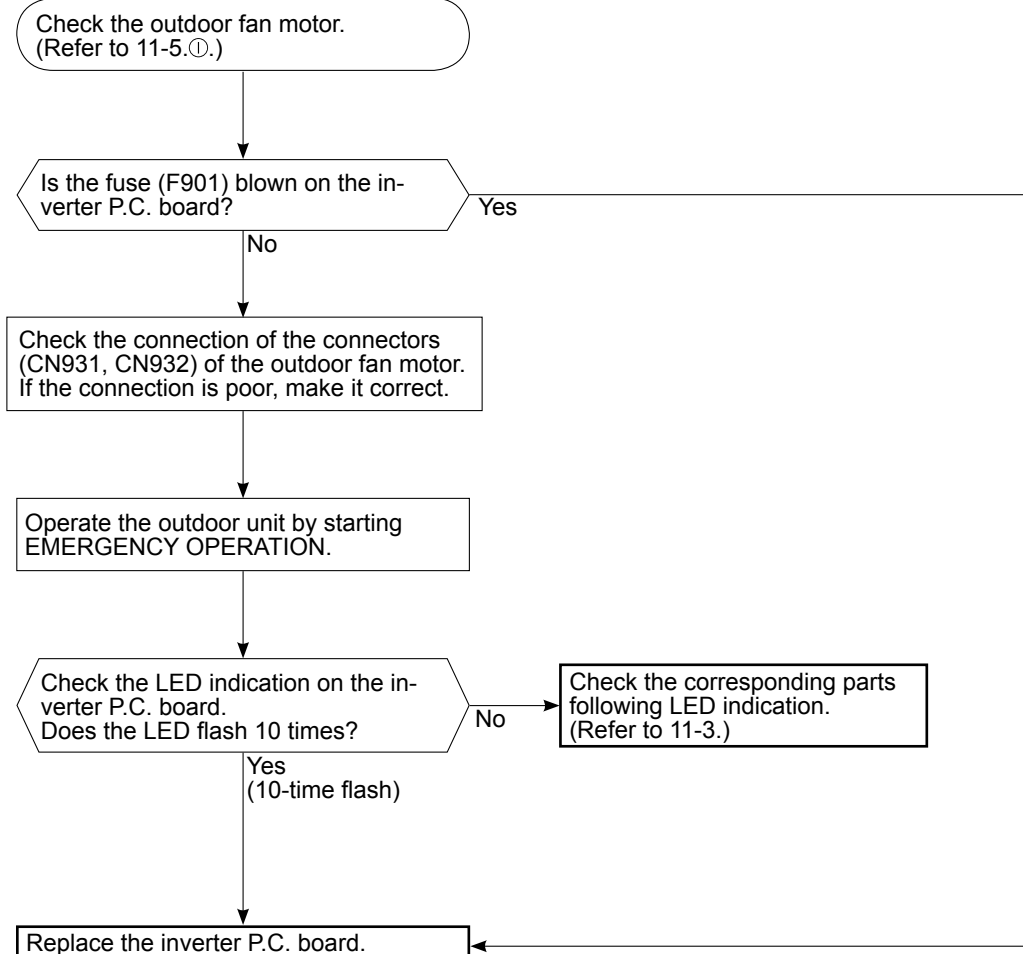 Check the outdoor fan motor.
(Refer to 11-5.Ⓘ.)
Is the fuse (F901) blown on the in-
verter P.C. board?
Yes
No
Check the connection of the connectors
(CN931, CN932) of the outdoor fan motor.
If the connection is poor, make it correct.
Operate the outdoor unit by starting
EMERGENCY OPERATION.
Check the LED indication on the in-
verter P.C. board.
Does the LED flash 10 times?
No
Check the corresponding parts
following LED indication.
(Refer to 11-3.)
Yes
(10-time flash)
Replace the inverter P.C. board.